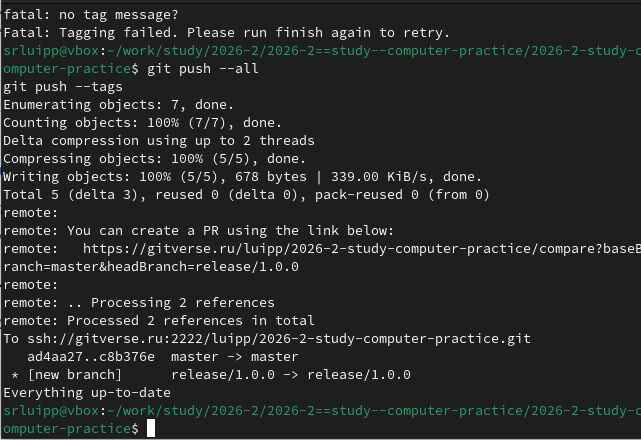 fatal: no tag message?
Fatal: Tagging failed. Please run finish again to retry.
srluipp@vbox:~/work/study/2026-2/2026-2==study--computer-practice/2026-2-study-c
omputer-practice$ git push --all
git push --tags
Enumerating objects: 7, done.
Counting objects: 100% (7/7), done.
Delta compression using up to 2 threads
Compressing objects: 100% (5/5), done.
Writing objects: 100% (5/5), 678 bytes | 339.00 KiB/s, done.
Total 5 (delta 3), reused 0 (delta 0), pack-reused 0 (from 0)
remote:
remote: You can create a PR using the link below:
remote:   https://gitverse.ru/luipp/2026-2-study-computer-practice/compare?baseB
ranch=master&headBranch=release/1.0.0
remote:
remote: .. Processing 2 references
remote: Processed 2 references in total
To ssh://gitverse.ru:2222/luipp/2026-2-study-computer-practice.git
   ad4aa27..c8b376e  master -> master
 * [new branch]      release/1.0.0 -> release/1.0.0
Everything up-to-date
srluipp@vbox:~/work/study/2026-2/2026-2==study--computer-practice/2026-2-study-c
omputer-practice$